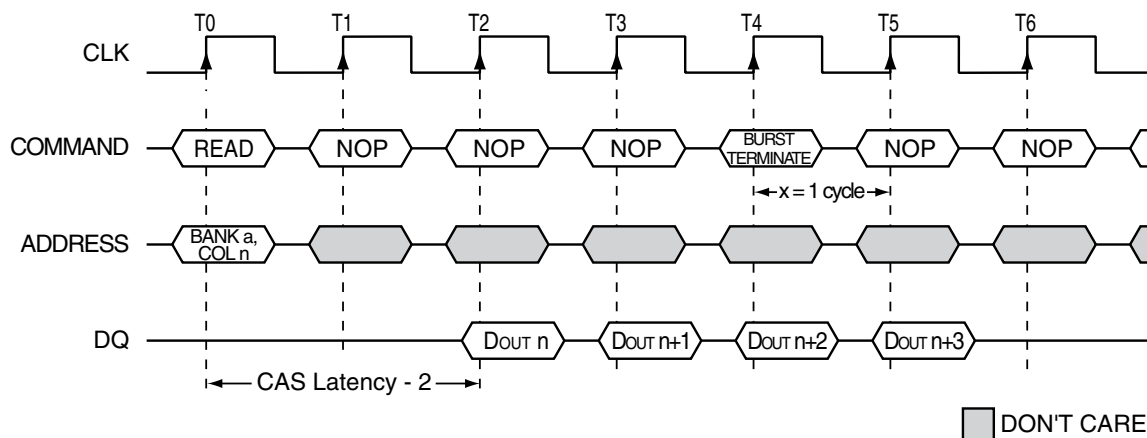 T0 T1 T2 T3 T4 T5 T6
CLK
COMMAND READ NOP NOP NOP BURST TERMINATE NOP NOP
x = 1 cycle
ADDRESS BANK a, COL n
DQ DOUT n DOUT n+1 DOUT n+2 DOUT n+3
CAS Latency - 2
DON'T CARE